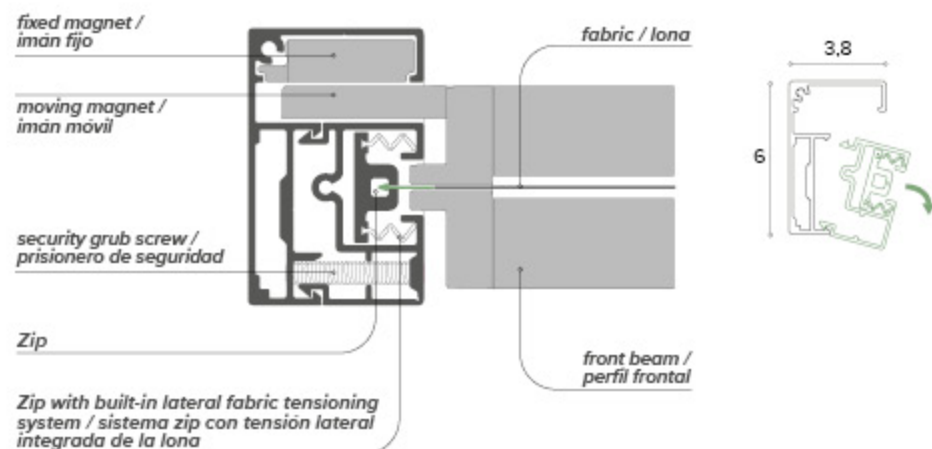 fixed magnet /
imán fijo
fabric / lona
3,8
moving magnet /
imán móvil
6
security grub screw /
prisionero de seguridad
Zip
front beam /
perfil frontal
Zip with built-in lateral fabric tensioning
system / sistema zip con tensión lateral
integrada de la lona